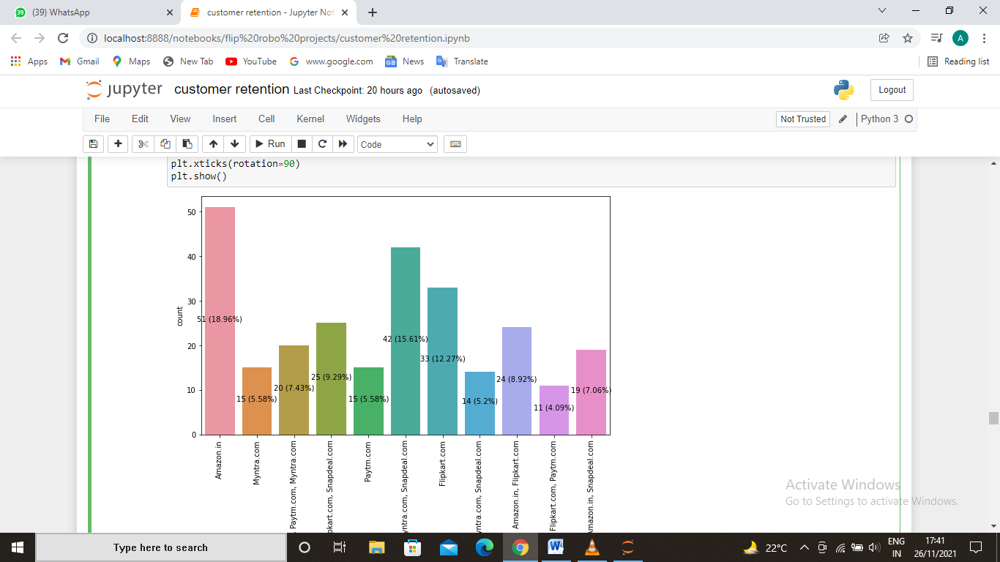 (39) WhatsApp
customer retention - Jupyter Not
localhost:8888/notebooks/flip%20robo%20projects/customer%20retention.ipynb
A
Apps
Gmail
Maps
New Tab
YouTube
www.google.com
News
Translate
Reading list
jupyter
customer retention Last Checkpoint: 20 hours ago (autosaved)
Logout
File
Edit
View
Insert
Cell
Kernel
Widgets
Help
Not Trusted
Python 3
Run
Code
plt.xticks(rotation=90)
plt.show()
50
40
30
20
10
0
count
51 (18.96%)
15 (5.58%)
20 (7.43%)
25 (9.29%)
15 (5.58%)
42 (15.61%)
33 (12.27%)
14 (5.2%)
24 (8.92%)
11 (4.09%)
19 (7.06%)
Amazon.in
Myntra.com
, Paytm.com, Myntra.com
pkart.com, Snapdeal.com
Paytm.com
yntra.com, Snapdeal.com
Flipkart.com
yntra.com, Snapdeal.com
Amazon.in, Flipkart.com
Flipkart.com, Paytm.com
Amazon.in, Snapdeal.com
Activate Windows
Go to Settings to activate Windows.
Type here to search
22°C
ENG
IN
17:41
26/11/2021